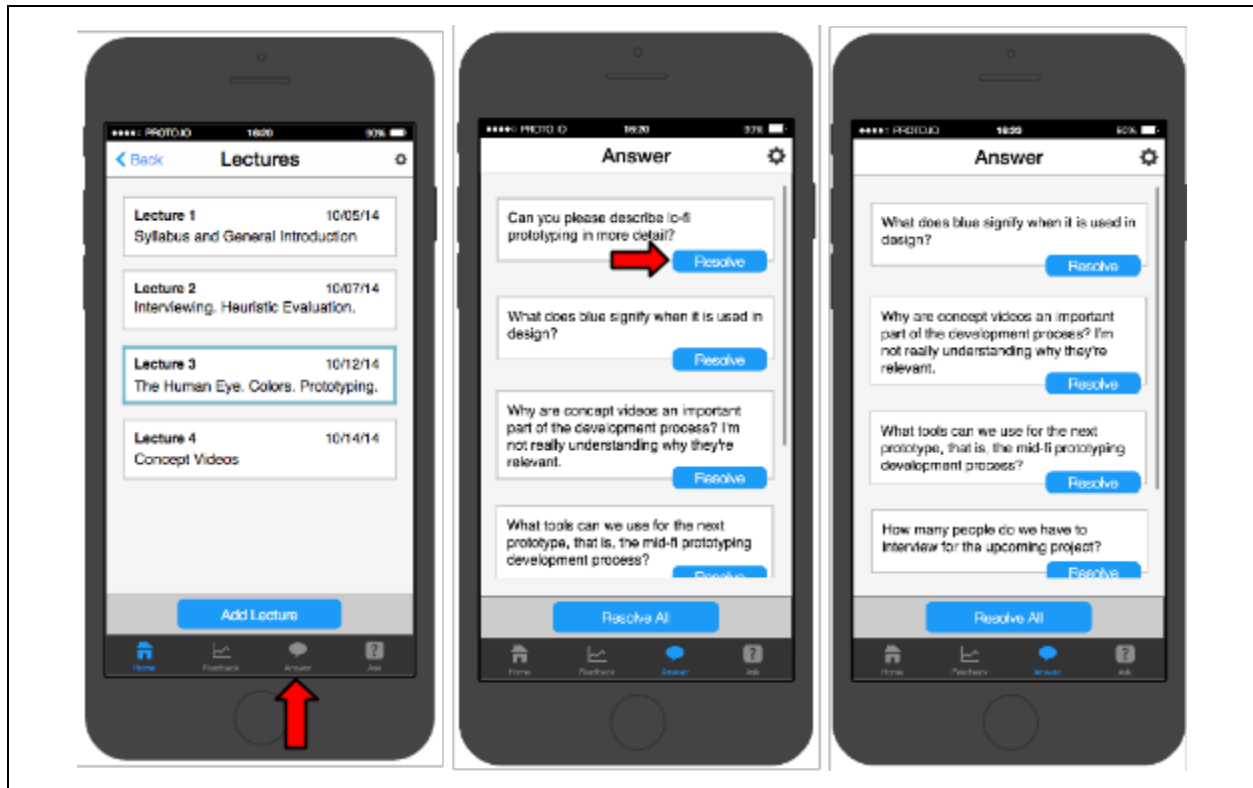 PROTO.IO 16:20 90%
Back Lectures
Lecture 1 10/05/14
Syllabus and General Introduction
Lecture 2 10/07/14
Interviewing. Heuristic Evaluation.
Lecture 3 10/12/14
The Human Eye. Colors. Prototyping.
Lecture 4 10/14/14
Concept Videos
Add Lecture
Home Feedback Answer Ask
PROTO.IO 16:20
Answer
Can you please describe lo-fi
prototyping in more detail?
Resolve
What does blue signify when it is used in
design?
Resolve
Why are concept videos an important
part of the development process? I'm
not really understanding why they're
relevant.
Resolve
What tools can we use for the next
prototype, that is, the mid-fi prototyping
development process?
Resolve
Resolve All
Home Feedback Answer Ask
PROTO.IO
Answer
What does blue signify when it is used in
design?
Resolve
Why are concept videos an important
part of the development process? I'm
not really understanding why they're
relevant.
Resolve
What tools can we use for the next
prototype, that is, the mid-fi prototyping
development process?
Resolve
How many people do we have to
interview for the upcoming project?
Resolve
Resolve All
Home Feedback Answer Ask